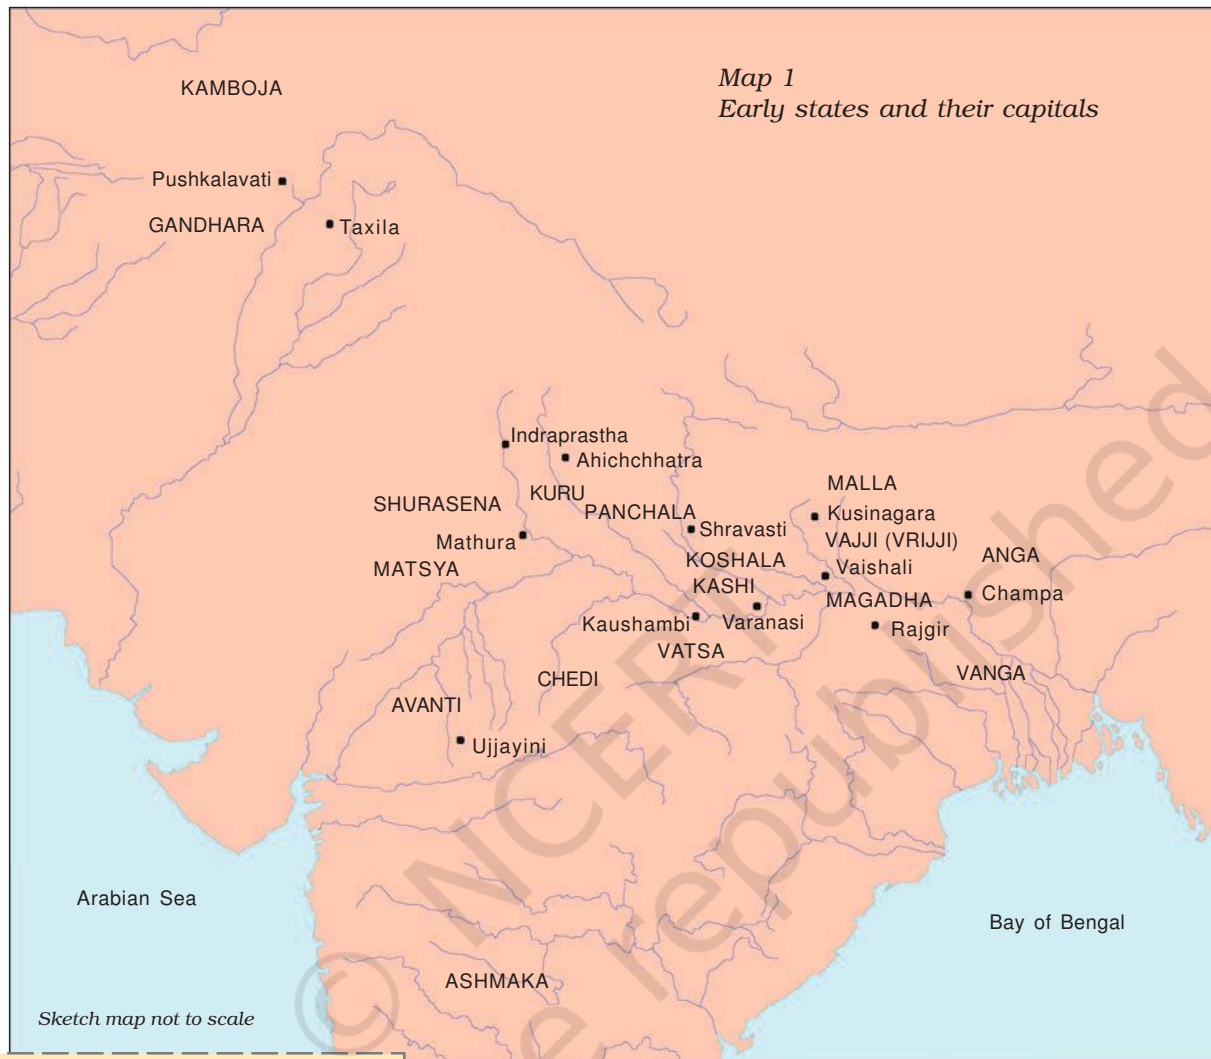 Map 1
Early states and their capitals
KAMBOJA
Pushkalavati
GANDHARA
Taxila
Indraprastha
Ahichchhatra
SHURASENA
KURU
PANCHALA
MALLA
Kusinagara
Mathura
Shravasti
VAJJI (VRIJJI)
MATSYA
KOSHALA
Vaishali
ANGA
KASHI
MAGADHA
Champa
Kaushambi
Varanasi
Rajgir
VATSA
CHEDI
VANGA
AVANTI
Ujjayini
Arabian Sea
Bay of Bengal
ASHMAKA
Sketch map not to scale
© NCERT
e republished